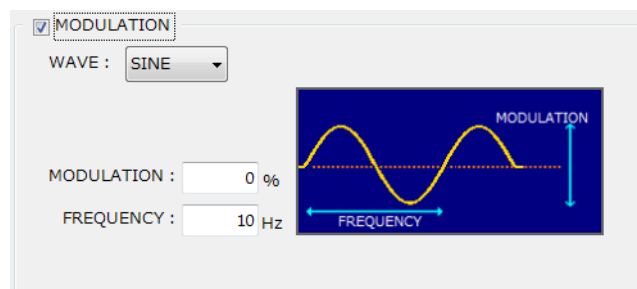 MODULATION
WAVE : SINE
MODULATION
MODULATION : 0 %
FREQUENCY : 10 Hz
FREQUENCY